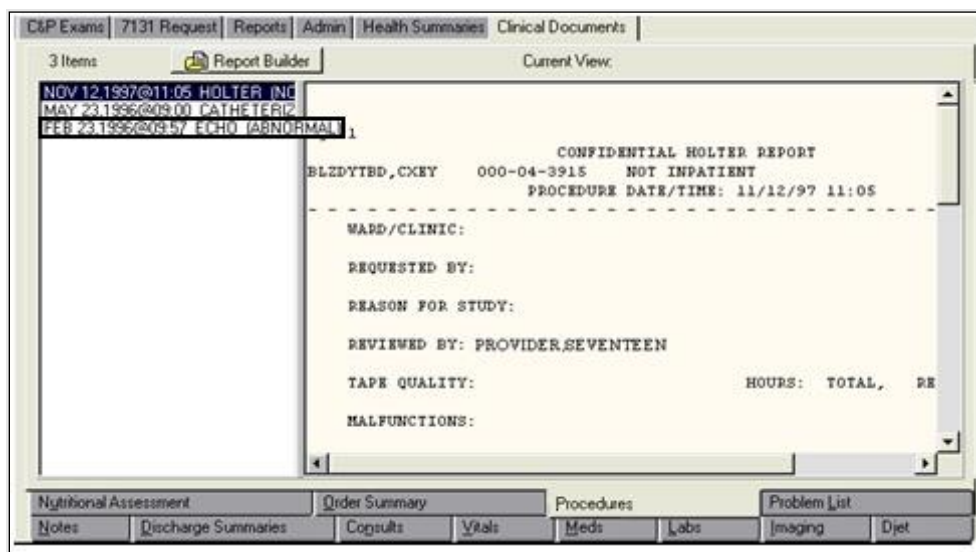 C&P Exams 7131 Request Reports Admin Health Summaries Clinical Documents
3 Items Report Builder Current View:
NOV 12,1997@11:05 HOLTER (NO
MAY 23,1996@09:00 CATHETERIZ
FEB 23,1996@09:57 ECHO (ABNORMAL)
1
CONFIDENTIAL HOLTER REPORT
BLZDYTBD,CXEY 000-04-3915 NOT INPATIENT
PROCEDURE DATE/TIME: 11/12/97 11:05
- - - - - - - - - - - - - - - - - - - - - - - - - - - - - - - - - - - - - - -
WARD/CLINIC:
REQUESTED BY:
REASON FOR STUDY:
REVIEWED BY: PROVIDER,SEVENTEEN
TAPE QUALITY: HOURS: TOTAL, RE
MALFUNCTIONS:
Nutritional Assessment Order Summary Procedures Problem List
Notes Discharge Summaries Consults Vitals Meds Labs Imaging Diet